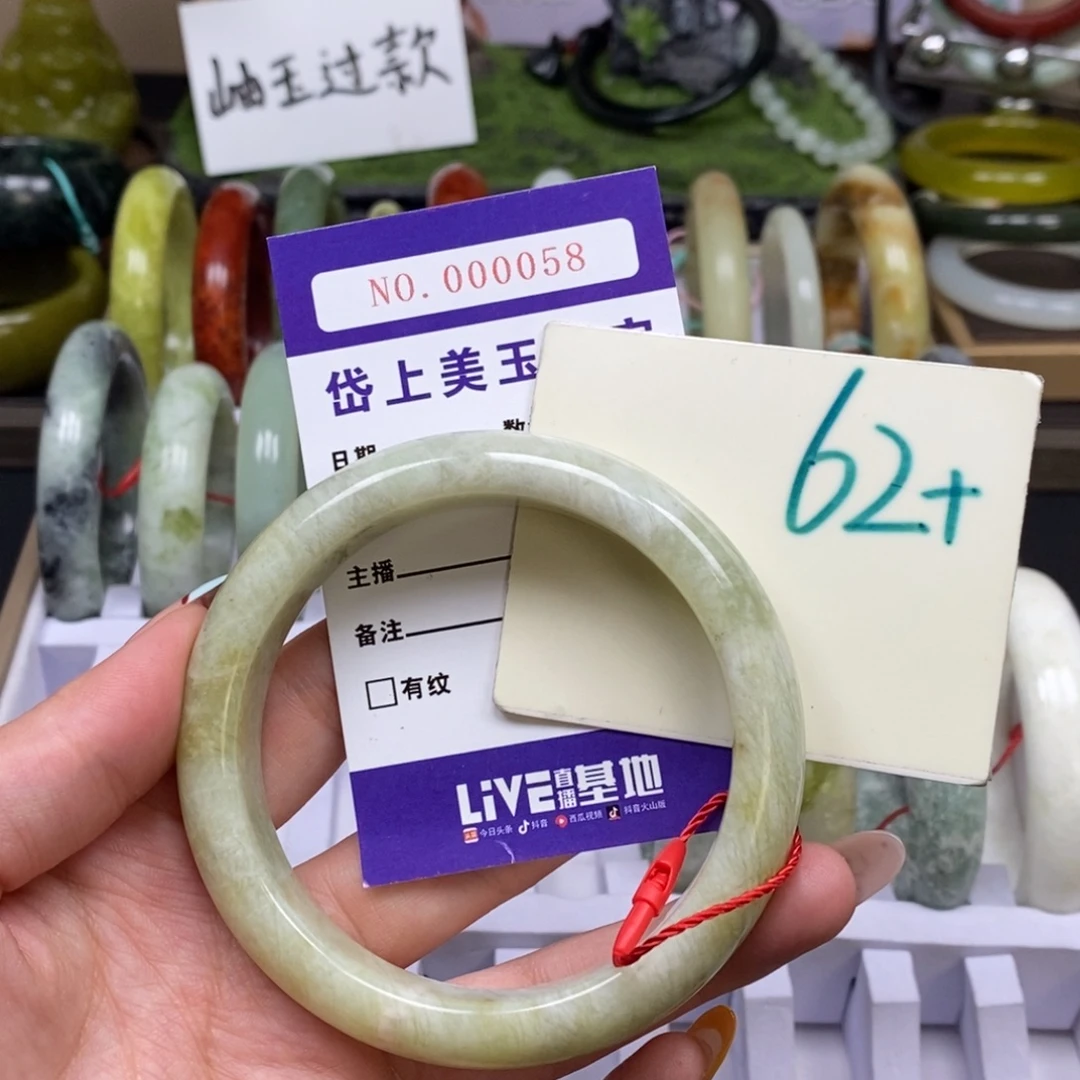 岫玉过款
NO.000058
岱上美玉
日期
数
62+
主播
备注
有纹
LiVE直播基地
今日头条 抖音 西瓜视频 抖音火山版